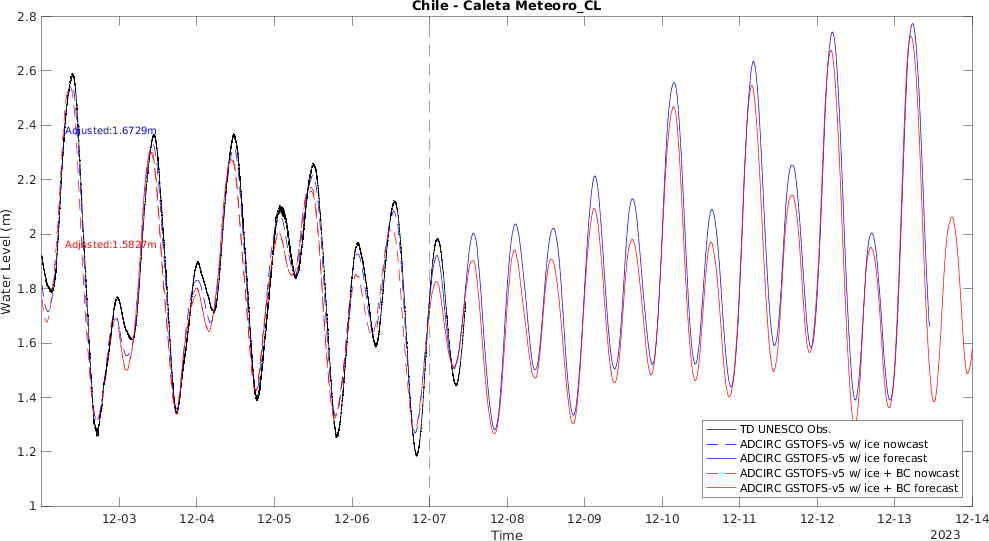 Chile - Caleta Meteoro_CL
2.8
2.6
2.4
2.2
2
1.8
1.6
1.4
1.2
1
Water Level (m)
Adjusted:1.6729m
Adjusted:1.5827m
TD UNESCO Obs.
ADCIRC GSTOFS-v5 w/ ice nowcast
ADCIRC GSTOFS-v5 w/ ice forecast
ADCIRC GSTOFS-v5 w/ ice + BC nowcast
ADCIRC GSTOFS-v5 w/ ice + BC forecast
12-03 12-04 12-05 12-06 12-07 12-08 12-09 12-10 12-11 12-12 12-13 12-14
Time
2023